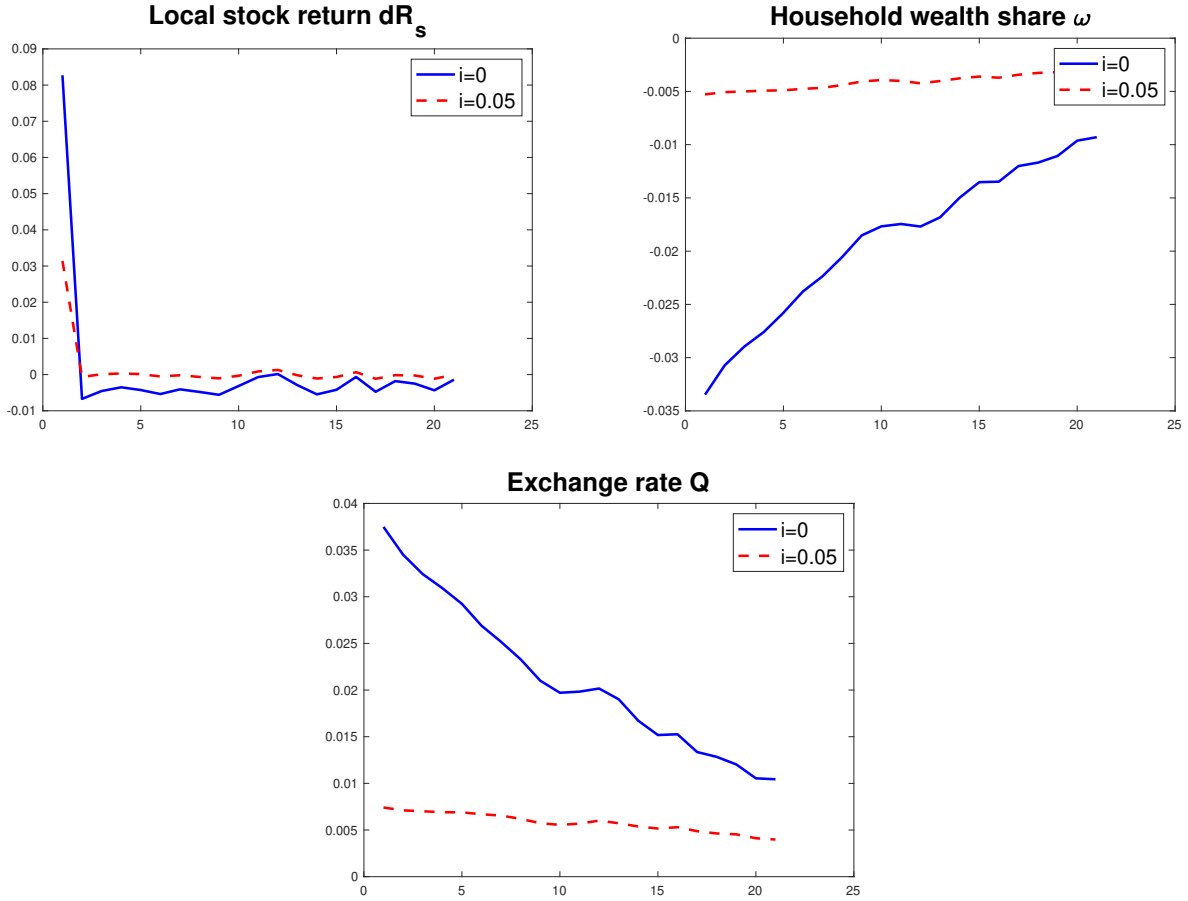 Local stock return dR_s
0.09
0.08
0.07
0.06
0.05
0.04
0.03
0.02
0.01
0
-0.01
0 5 10 15 20 25
i=0
i=0.05
Household wealth share ω
0
-0.005
-0.01
-0.015
-0.02
-0.025
-0.03
-0.035
0 5 10 15 20 25
i=0
i=0.05
Exchange rate Q
0.04
0.035
0.03
0.025
0.02
0.015
0.01
0.005
0
0 5 10 15 20 25
i=0
i=0.05